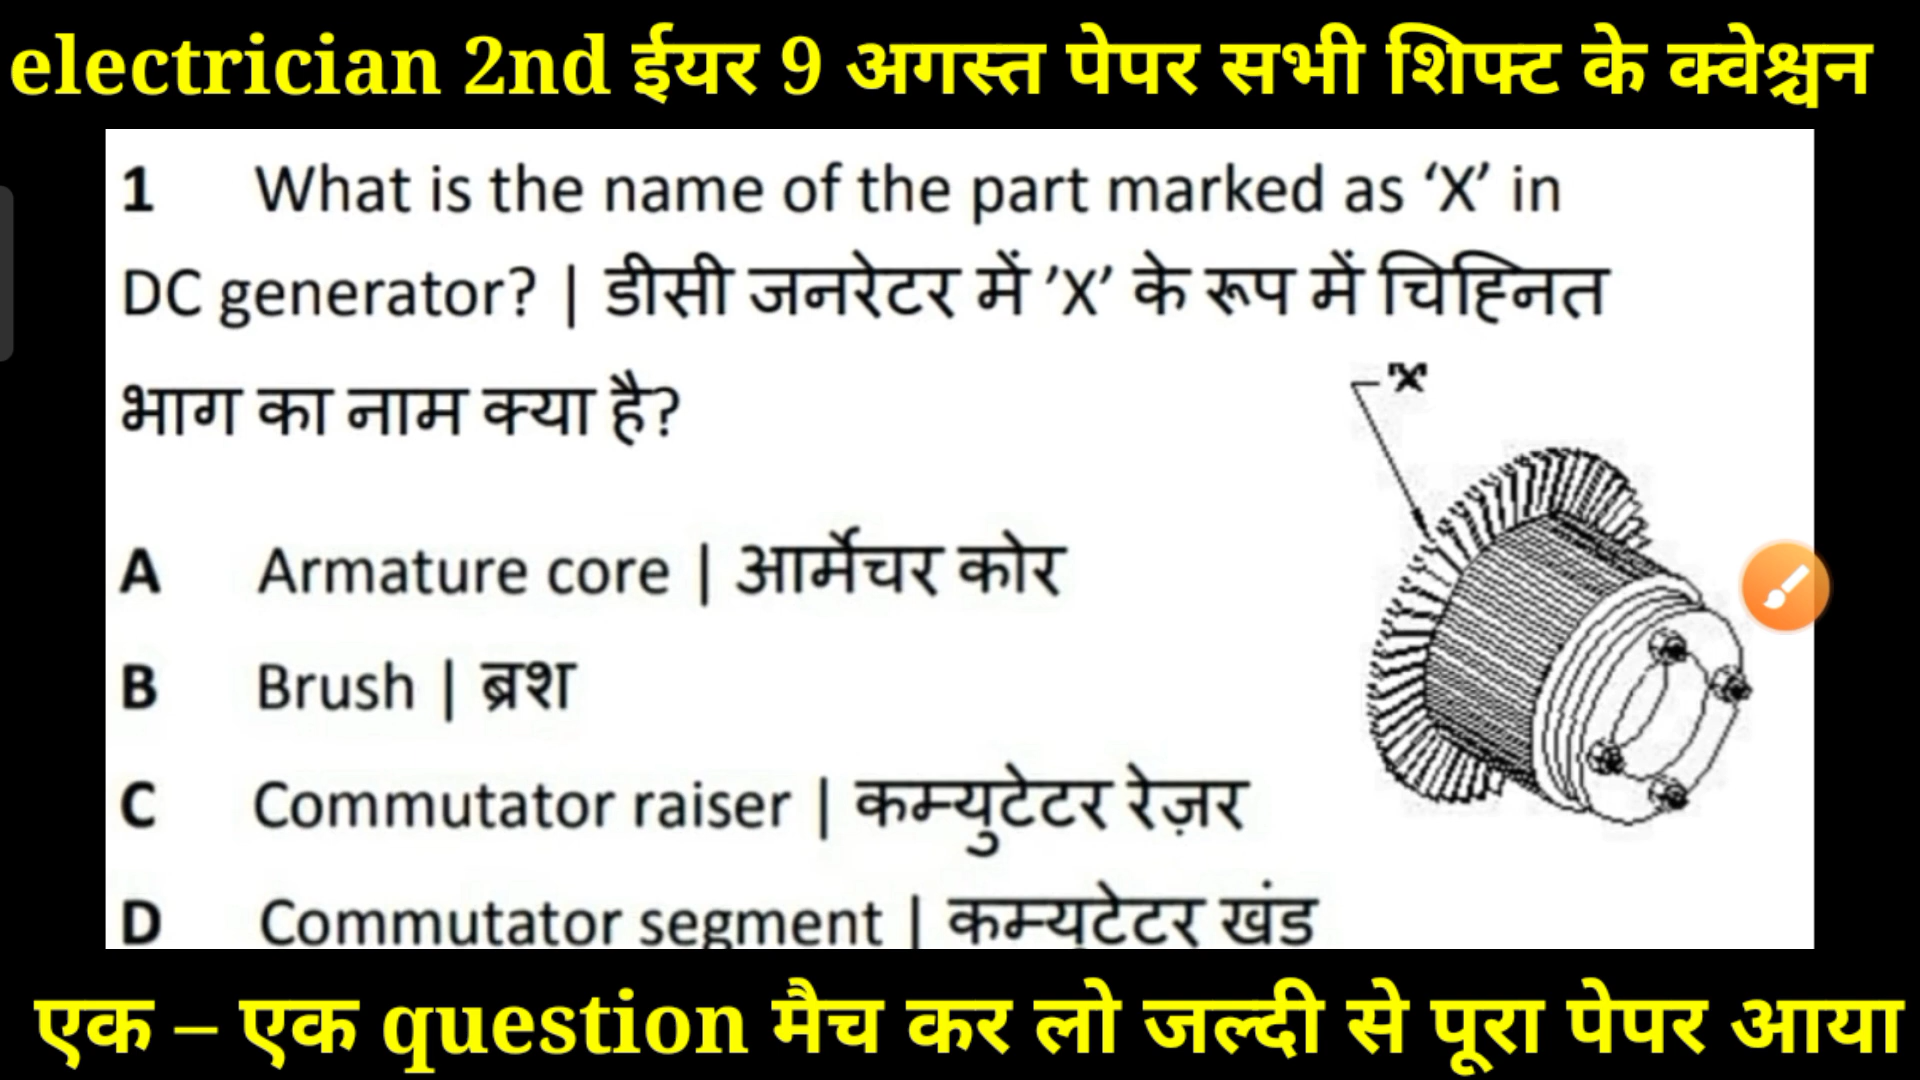 electrician 2nd ईयर 9 अगस्त पेपर सभी शिफ्ट के क्वेश्चन
1 What is the name of the part marked as ‘X’ in
DC generator? | डीसी जनरेटर में ’X’ के रूप में चिह्नित
भाग का नाम क्या है?
'X'
A Armature core | आर्मेचर कोर
B Brush | ब्रश
C Commutator raiser | कम्युटेटर रेज़र
D Commutator segment | कम्युटेटर खंड
एक – एक question मैच कर लो जल्दी से पूरा पेपर आया